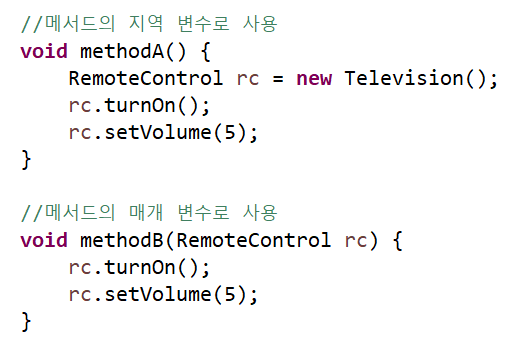 //메서드의 지역 변수로 사용
void methodA() {
    RemoteControl rc = new Television();
    rc.turnOn();
    rc.setVolume(5);
}

//메서드의 매개 변수로 사용
void methodB(RemoteControl rc) {
    rc.turnOn();
    rc.setVolume(5);
}